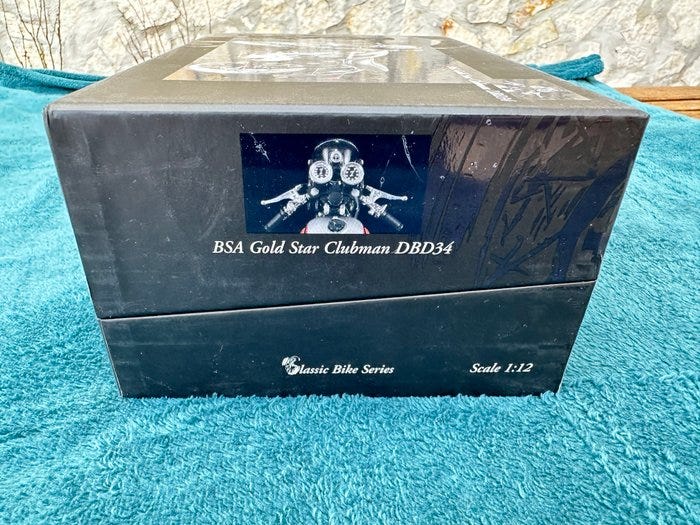 BSA Gold Star Clubman DBD34
Classic Bike Series
Scale 1:12